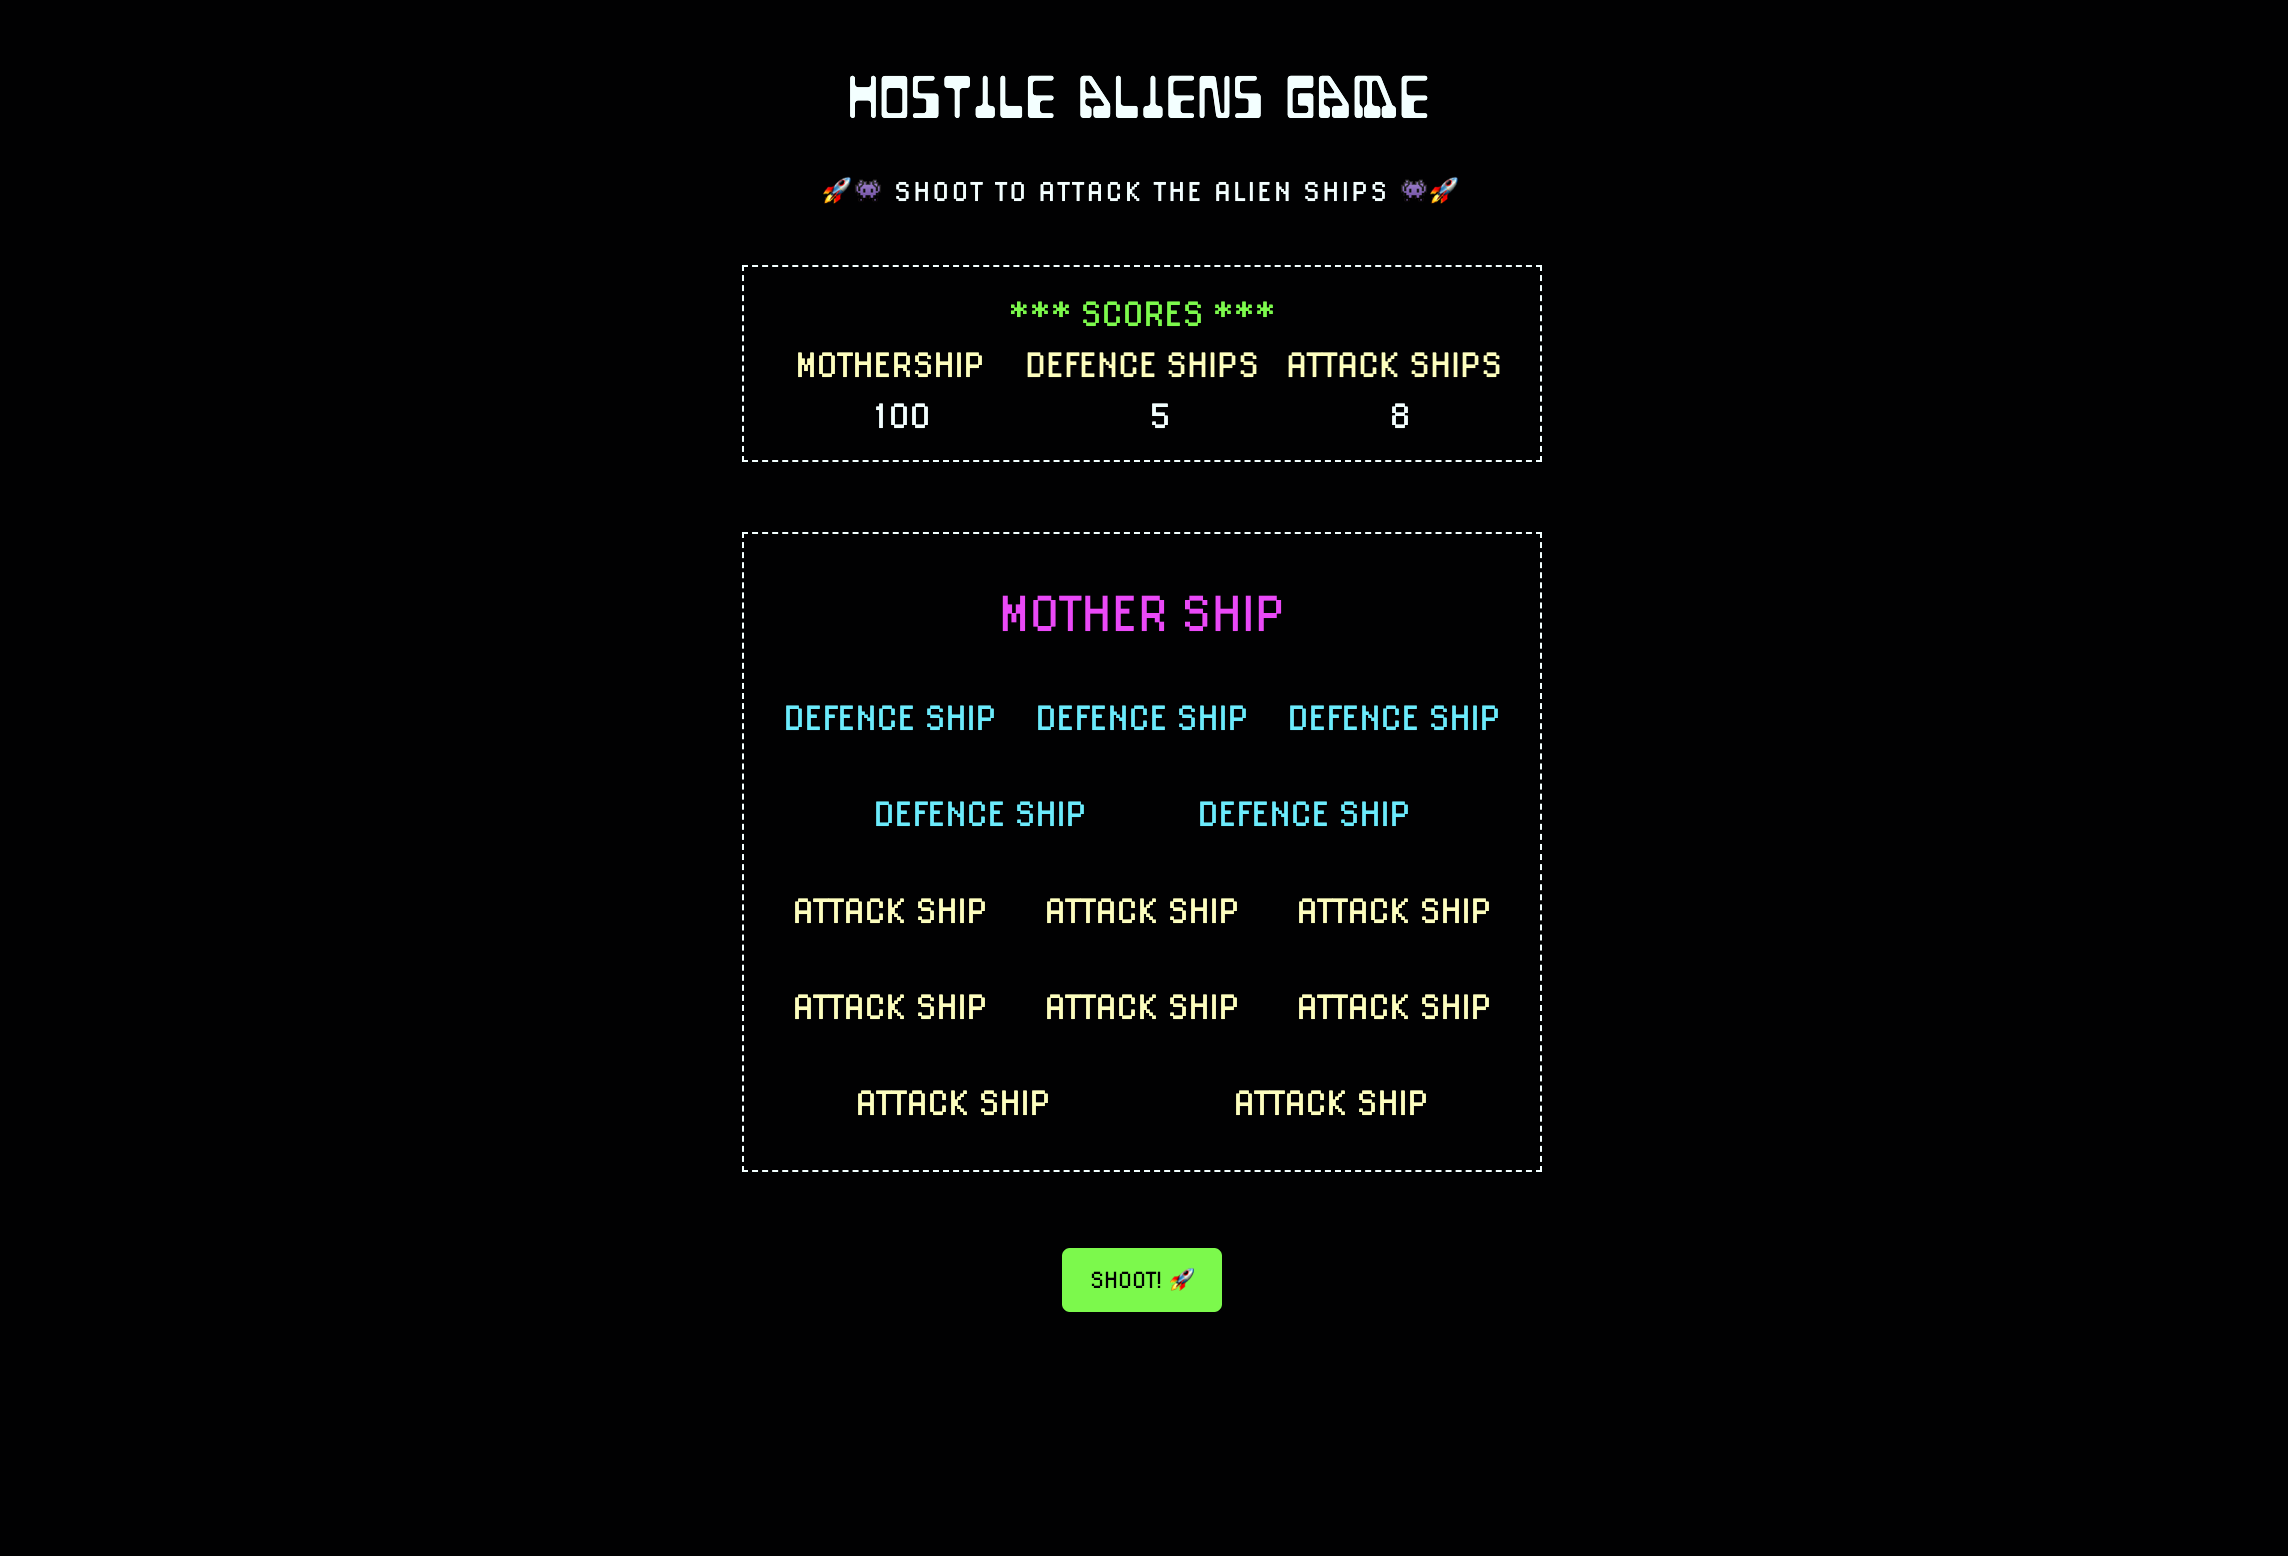 HOSTILE ALIENS GAME
🚀👾 SHOOT TO ATTACK THE ALIEN SHIPS 👾🚀
*** SCORES ***
MOTHERSHIP DEFENCE SHIPS ATTACK SHIPS
100 5 8
MOTHER SHIP
DEFENCE SHIP DEFENCE SHIP DEFENCE SHIP
DEFENCE SHIP DEFENCE SHIP
ATTACK SHIP ATTACK SHIP ATTACK SHIP
ATTACK SHIP ATTACK SHIP ATTACK SHIP
ATTACK SHIP ATTACK SHIP
SHOOT! 🚀